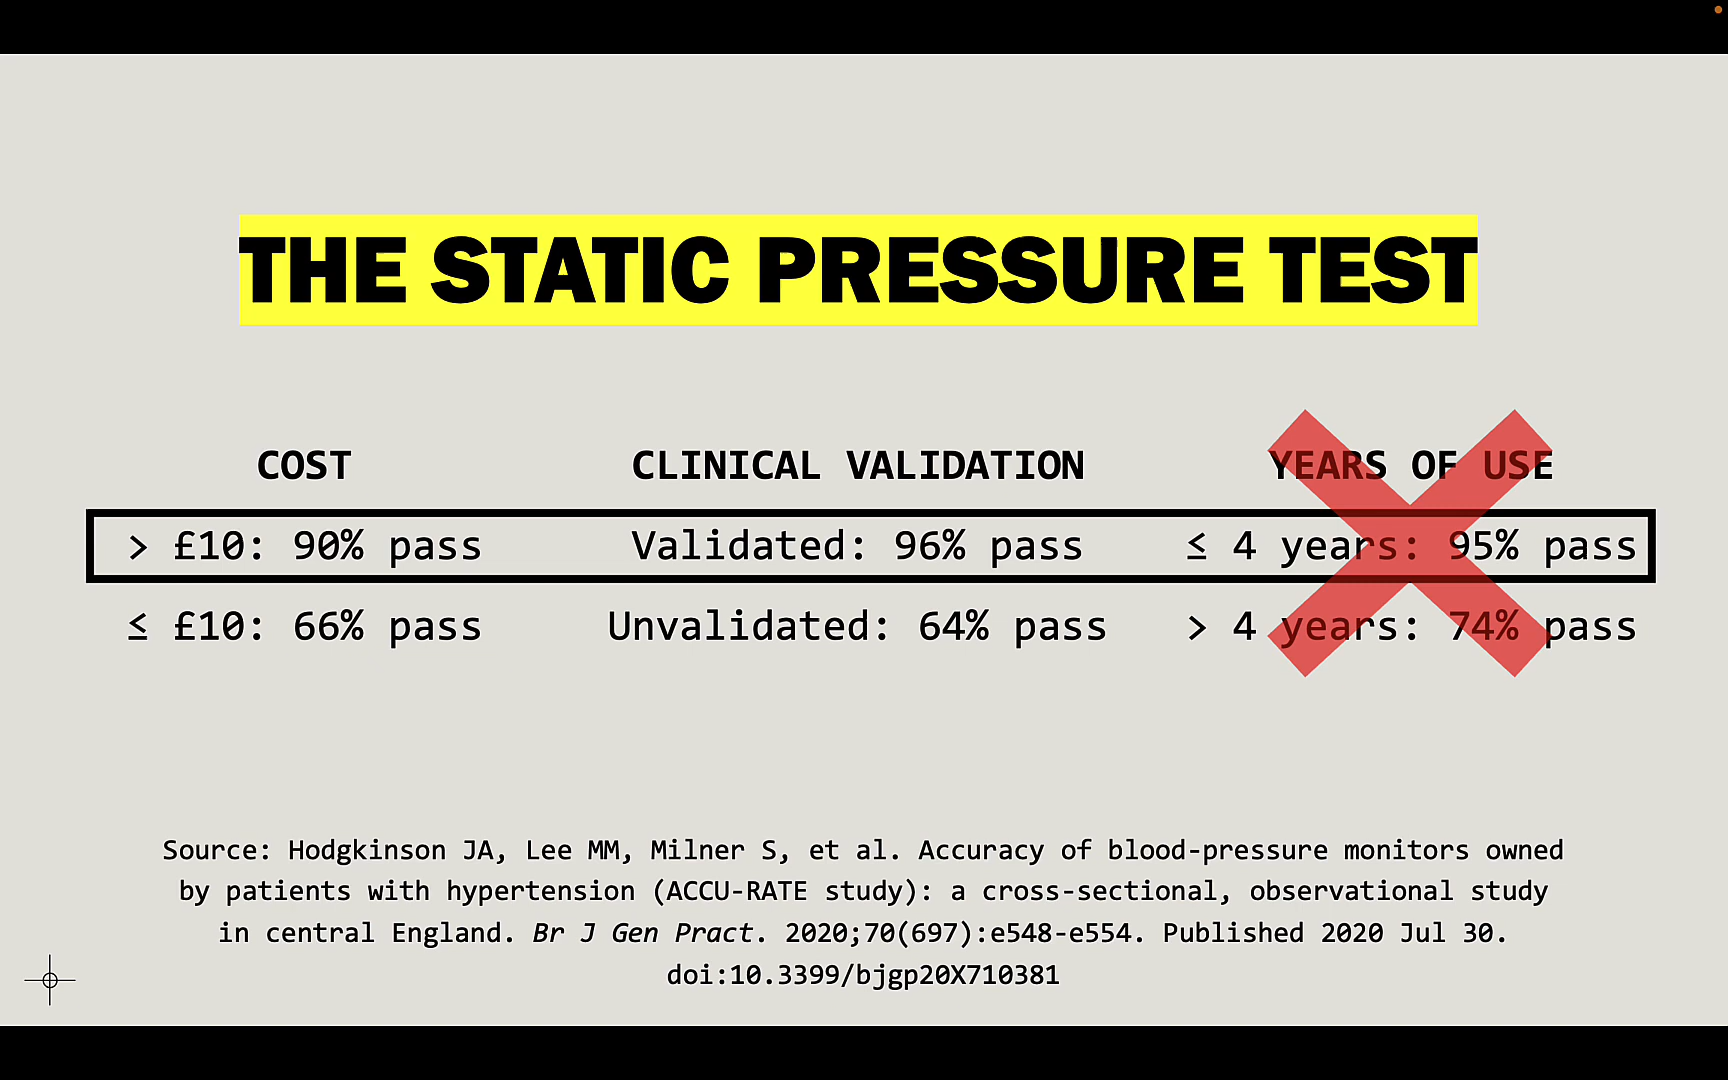 THE STATIC PRESSURE TEST
COST CLINICAL VALIDATION YEARS OF USE
> £10: 90% pass Validated: 96% pass ≤ 4 years: 95% pass
≤ £10: 66% pass Unvalidated: 64% pass > 4 years: 74% pass
Source: Hodgkinson JA, Lee MM, Milner S, et al. Accuracy of blood-pressure monitors owned
by patients with hypertension (ACCU-RATE study): a cross-sectional, observational study
in central England. Br J Gen Pract. 2020;70(697):e548-e554. Published 2020 Jul 30.
doi:10.3399/bjgp20X710381